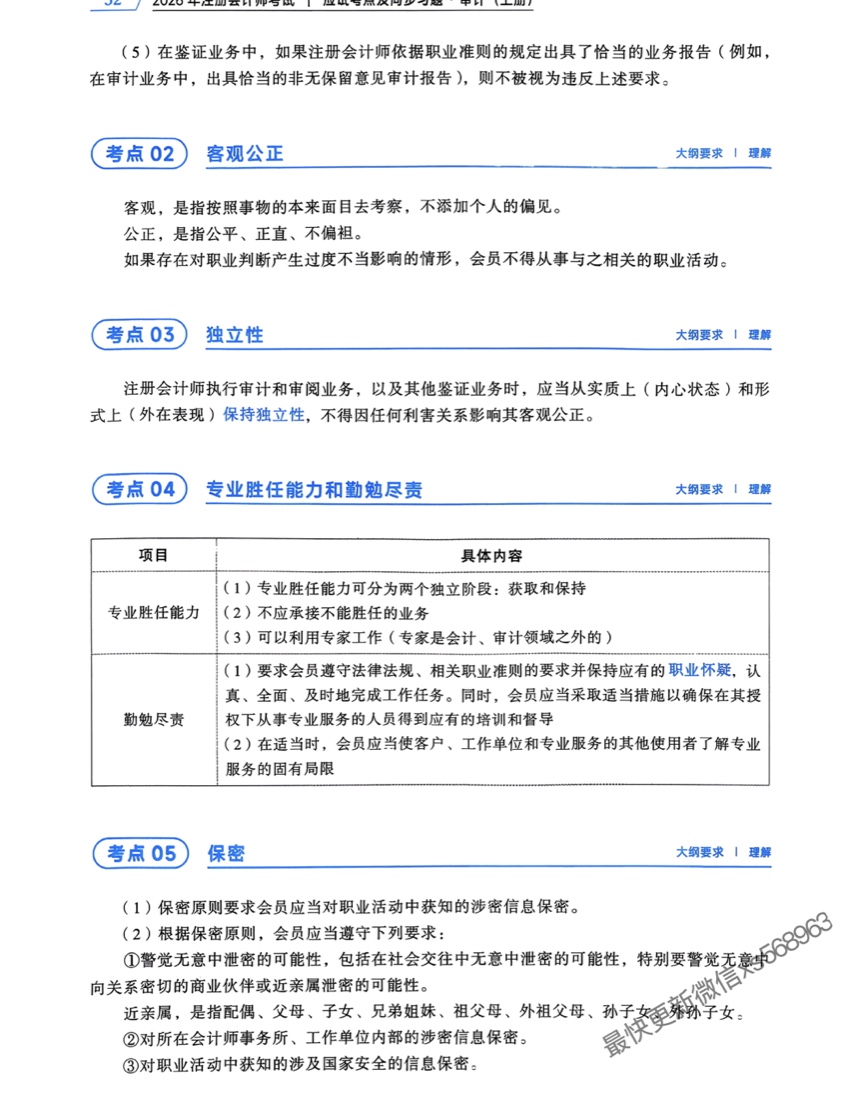 32 2026年注册会计师考试 | 应试考点及同步习题·审计（上册）
（5）在鉴证业务中，如果注册会计师依据职业准则的规定出具了恰当的业务报告（例如，
在审计业务中，出具恰当的非无保留意见审计报告），则不被视为违反上述要求。
考点 02 客观公正 大纲要求 | 理解
客观，是指按照事物的本来面目去考察，不添加个人的偏见。
公正，是指公平、正直、不偏袒。
如果存在对职业判断产生过度不当影响的情形，会员不得从事与之相关的职业活动。
考点 03 独立性 大纲要求 | 理解
注册会计师执行审计和审阅业务，以及其他鉴证业务时，应当从实质上（内心状态）和形
式上（外在表现）保持独立性，不得因任何利害关系影响其客观公正。
考点 04 专业胜任能力和勤勉尽责 大纲要求 | 理解
项目 具体内容
专业胜任能力
（1）专业胜任能力可分为两个独立阶段：获取和保持
（2）不应承接不能胜任的业务
（3）可以利用专家工作（专家是会计、审计领域之外的）
勤勉尽责
（1）要求会员遵守法律法规、相关职业准则的要求并保持应有的职业怀疑，认
真、全面、及时地完成工作任务。同时，会员应当采取适当措施以确保在其授
权下从事专业服务的人员得到应有的培训和督导
（2）在适当时，会员应当使客户、工作单位和专业服务的其他使用者了解专业
服务的固有局限
考点 05 保密 大纲要求 | 理解
（1）保密原则要求会员应当对职业活动中获知的涉密信息保密。
（2）根据保密原则，会员应当遵守下列要求：
①警觉无意中泄密的可能性，包括在社会交往中无意中泄密的可能性，特别要警觉无意中
向关系密切的商业伙伴或近亲属泄密的可能性。
近亲属，是指配偶、父母、子女、兄弟姐妹、祖父母、外祖父母、孙子女、外孙子女。
②对所在会计师事务所、工作单位内部的涉密信息保密。
③对职业活动中获知的涉及国家安全的信息保密。